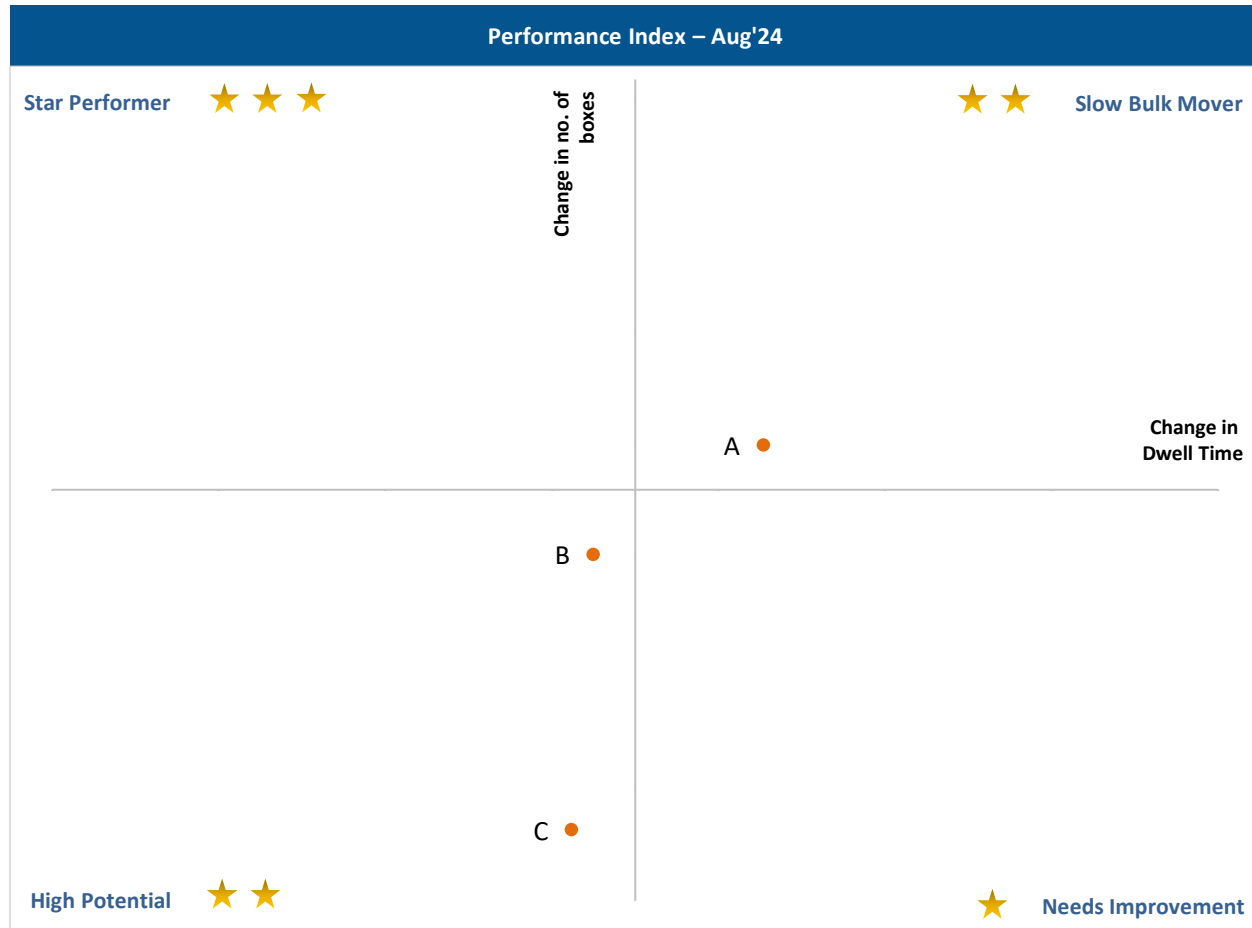 Performance Index – Aug'24
Star Performer
Change in no. of
boxes
Slow Bulk Mover
A
Change in
Dwell Time
B
C
High Potential
Needs Improvement